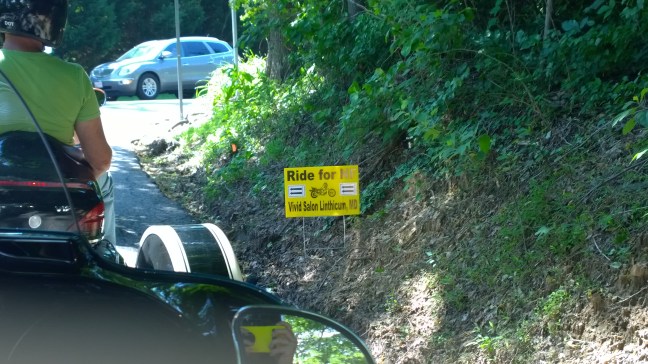 Ride for
Vivid Salon Linthicum, MD